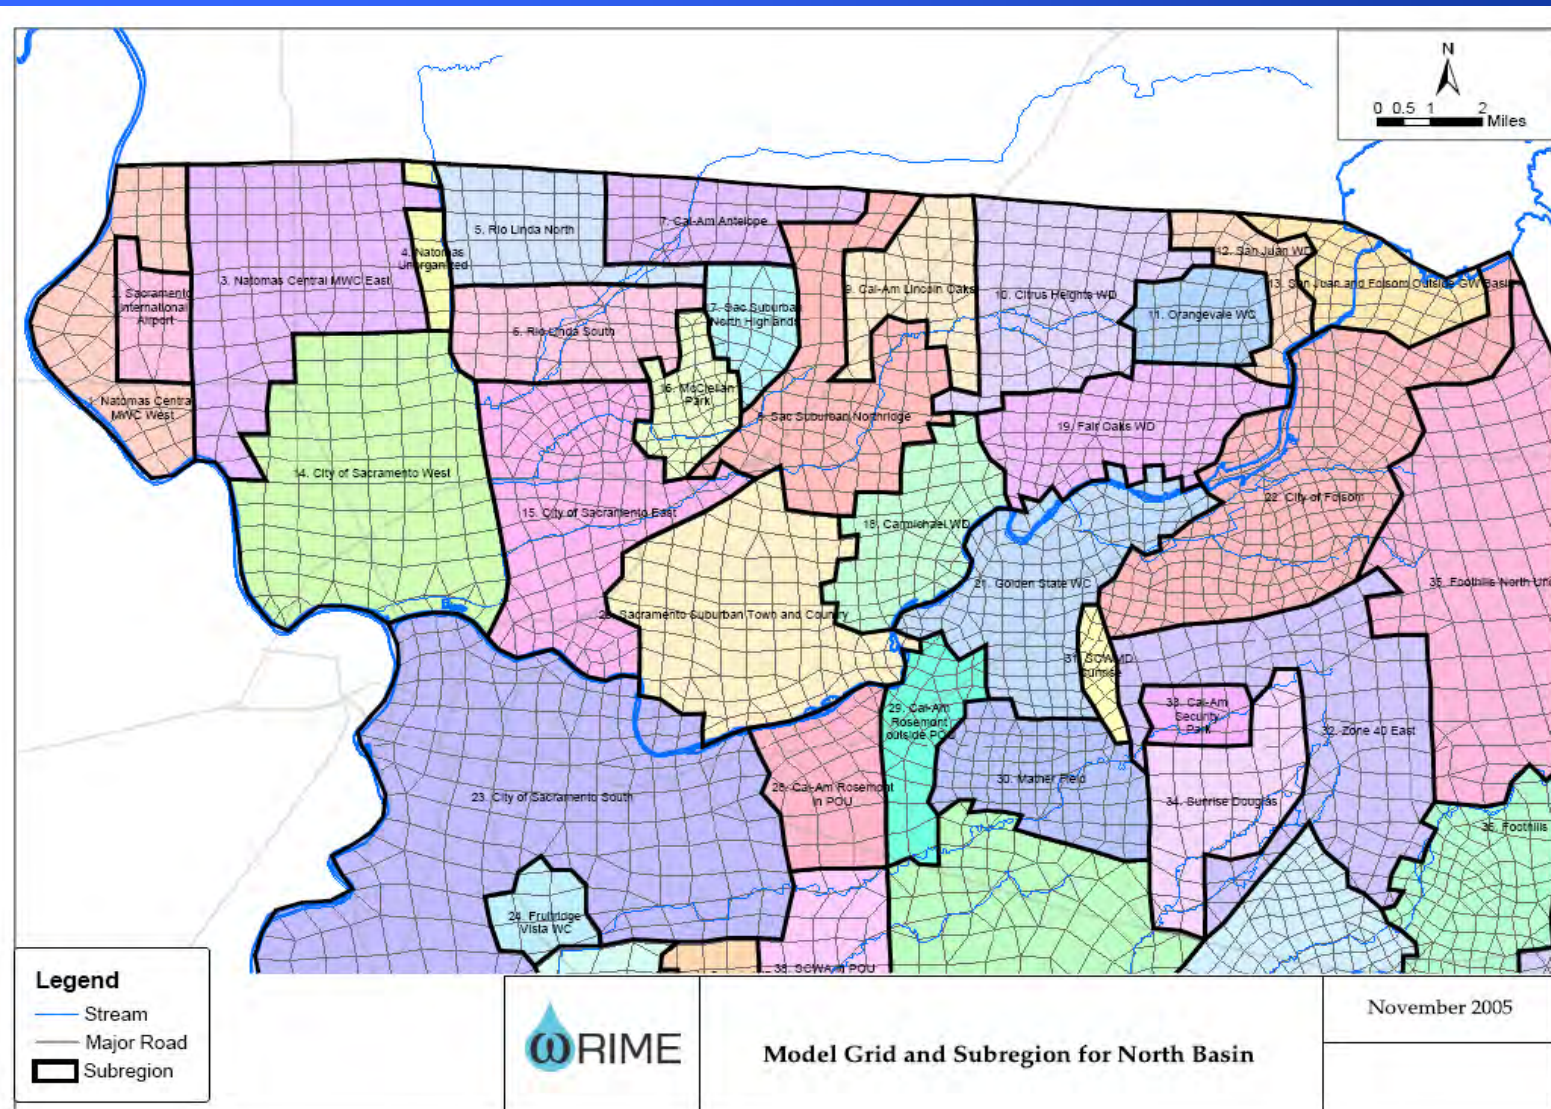 N
0 0.5 1 2
Miles
7. Cal-Am Antelope
5. Rio Linda North
4. Natomas
Unorganized
12. San Juan WD
3. Natomas Central MWC East
9. Cal-Am Lincoln Oaks
10. Citrus Heights WD
13. San Juan and Folsom Outside GW Basin
2. Sacramento
International
Airport
17. Sac Suburban
North Highlands
11. Orangevale WC
6. Rio Linda South
1. Natomas Central
MWC West
16. McClellan
Park
8. Sac Suburban Northridge
19. Fair Oaks WD
14. City of Sacramento West
15. City of Sacramento East
18. Carmichael WD
22. City of Folsom
21. Golden State WC
35. Foothills North Uni
Sacramento Suburban Town and Country
31. SCWMD
Sunrise
29. Cal-Am
Rosemont
outside POU
33. Cal-Am
Security
Park
32. Zone 40 East
30. Mather Field
28. Cal-Am Rosemont
in POU
23. City of Sacramento South
34. Sunrise Douglas
36. Foothills
24. Fruitridge
Vista WC
38. SCWA in POU
Legend
Stream
Major Road
Subregion
WRIME
Model Grid and Subregion for North Basin
November 2005